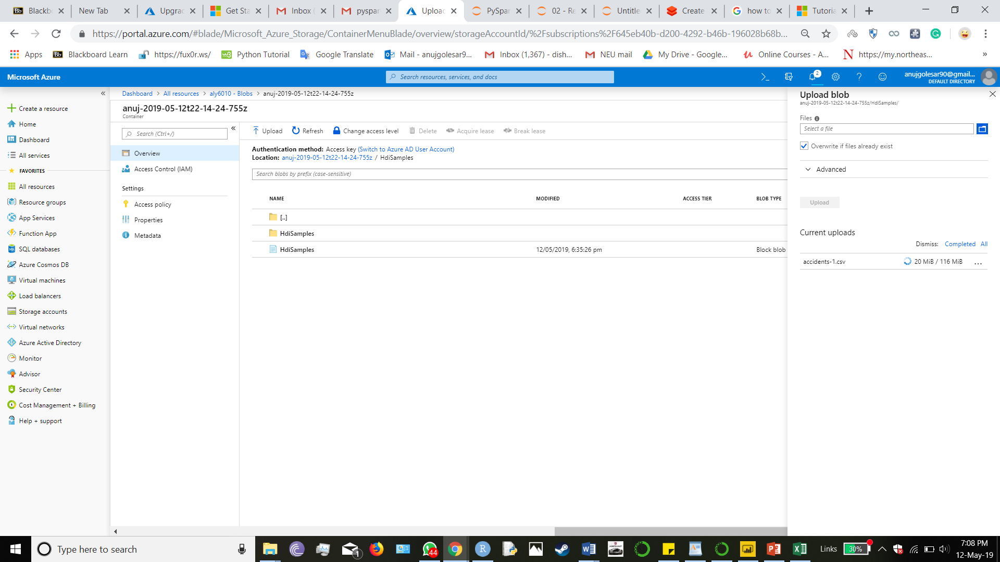 Blackb
New Tab
Upgra
Get Sta
Inbox (
pyspar
Uploac
PySpar
02 - Re
Untitle
Create
how to
Tutoria
https://portal.azure.com/#blade/Microsoft_Azure_Storage/ContainerMenuBlade/overview/storageAccountId/%2Fsubscriptions%2F645eb40b-d200-4292-b46b-196028b68b...
Apps
Bb Blackboard Learn
https://fux0r.ws/
Python Tutorial
Google Translate
Mail - anujgolesar9...
Inbox (1,367) - dish...
NEU mail
My Drive - Google...
Online Courses - A...
https://my.northeas...
»
Microsoft Azure
Search resources, services, and docs
2
anujgolesar90@gmail...
DEFAULT DIRECTORY
«
Create a resource
Home
Dashboard
All services
FAVORITES
All resources
Resource groups
App Services
Function App
SQL databases
Azure Cosmos DB
Virtual machines
Load balancers
Storage accounts
Virtual networks
Azure Active Directory
Monitor
Advisor
Security Center
Cost Management + Billing
Help + support
Dashboard > All resources > aly6010 - Blobs > anuj-2019-05-12t22-14-24-755z
anuj-2019-05-12t22-14-24-755z
Container
Search (Ctrl+/)
«
Overview
Access Control (IAM)
Settings
Access policy
Properties
Metadata
Upload
Refresh
Change access level
Delete
Acquire lease
Break lease
Authentication method: Access key (Switch to Azure AD User Account)
Location: anuj-2019-05-12t22-14-24-755z / HdiSamples
Search blobs by prefix (case-sensitive)
NAME MODIFIED ACCESS TIER BLOB TYPE
[..]
HdiSamples
HdiSamples 12/05/2019, 6:35:26 pm Block blob
Upload blob
anuj-2019-05-12t22-14-24-755z/HdiSamples/
Files
Select a file
Overwrite if files already exist
Advanced
Upload
Current uploads
Dismiss: Completed All
accidents-1.csv 20 MiB / 116 MiB ...
Type here to search
1
44
R
Links
30%
7:08 PM
12-May-19